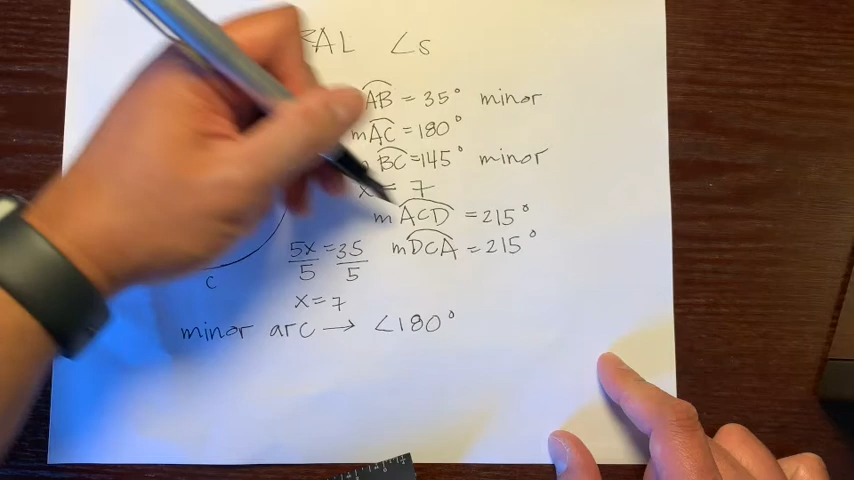 ∠s
AB = 35° minor
mAC = 180°
BC = 145° minor
= 7
mACD = 215°
5x = 35 mDCA = 215°
5 5
C
x = 7
minor arc → <180°